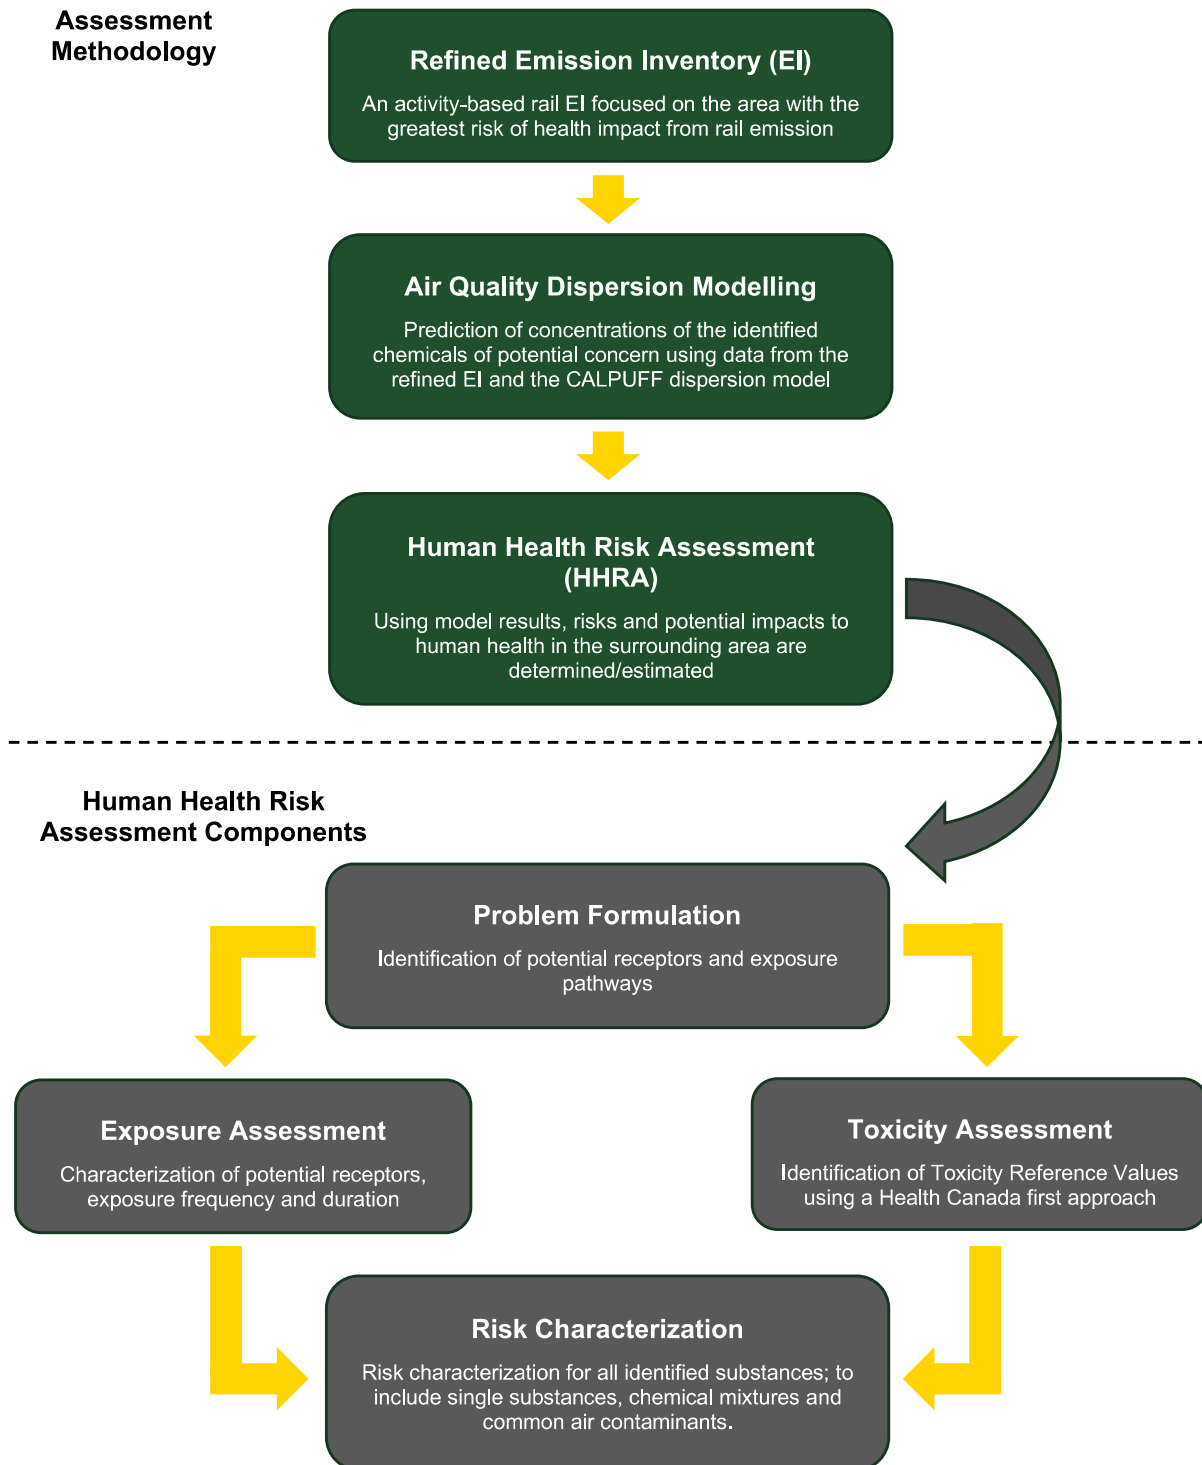 Assessment
Methodology
Refined Emission Inventory (EI)
An activity-based rail EI focused on the area with the
greatest risk of health impact from rail emission
Air Quality Dispersion Modelling
Prediction of concentrations of the identified
chemicals of potential concern using data from the
refined EI and the CALPUFF dispersion model
Human Health Risk Assessment
(HHRA)
Using model results, risks and potential impacts to
human health in the surrounding area are
determined/estimated
Human Health Risk
Assessment Components
Problem Formulation
Identification of potential receptors and exposure
pathways
Exposure Assessment
Characterization of potential receptors,
exposure frequency and duration
Toxicity Assessment
Identification of Toxicity Reference Values
using a Health Canada first approach
Risk Characterization
Risk characterization for all identified substances; to
include single substances, chemical mixtures and
common air contaminants.